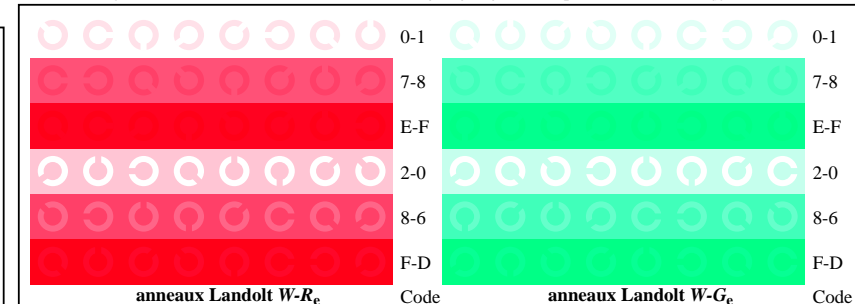 0-1 0-1
7-8 7-8
E-F E-F
2-0 2-0
8-6 8-6
F-D F-D
anneaux Landolt W-Re Code anneaux Landolt W-Ge Code